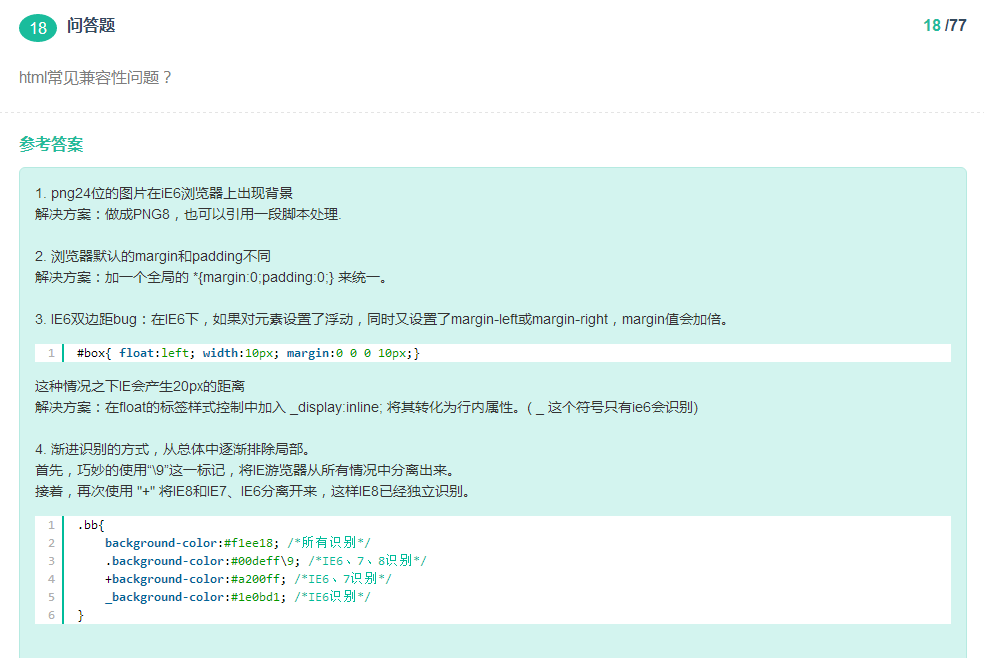 18 问答题 18 /77
html常见兼容性问题？
参考答案
1. png24位的图片在iE6浏览器上出现背景
解决方案：做成PNG8，也可以引用一段脚本处理.
2. 浏览器默认的margin和padding不同
解决方案：加一个全局的 *{margin:0;padding:0;} 来统一。
3. IE6双边距bug：在IE6下，如果对元素设置了浮动，同时又设置了margin-left或margin-right，margin值会加倍。
1 #box{ float:left; width:10px; margin:0 0 0 10px;}
这种情况之下IE会产生20px的距离
解决方案：在float的标签样式控制中加入 _display:inline; 将其转化为行内属性。( _ 这个符号只有ie6会识别)
4. 渐进识别的方式，从总体中逐渐排除局部。
首先，巧妙的使用“\9”这一标记，将IE游览器从所有情况中分离出来。
接着，再次使用 "+" 将IE8和IE7、IE6分离开来，这样IE8已经独立识别。
1 .bb{
2 background-color:#f1ee18; /*所有识别*/
3 .background-color:#00deff\9; /*IE6、7、8识别*/
4 +background-color:#a200ff; /*IE6、7识别*/
5 _background-color:#1e0bd1; /*IE6识别*/
6 }